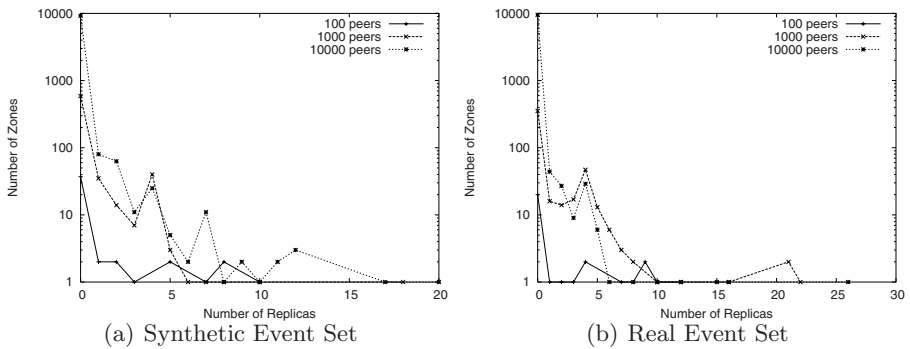 10000
1000
100
10
1
0
5
10
15
20
Number of Zones
Number of Replicas
100 peers
1000 peers
10000 peers
(a) Synthetic Event Set
10000
1000
100
10
1
0
5
10
15
20
25
30
Number of Zones
Number of Replicas
100 peers
1000 peers
10000 peers
(b) Real Event Set